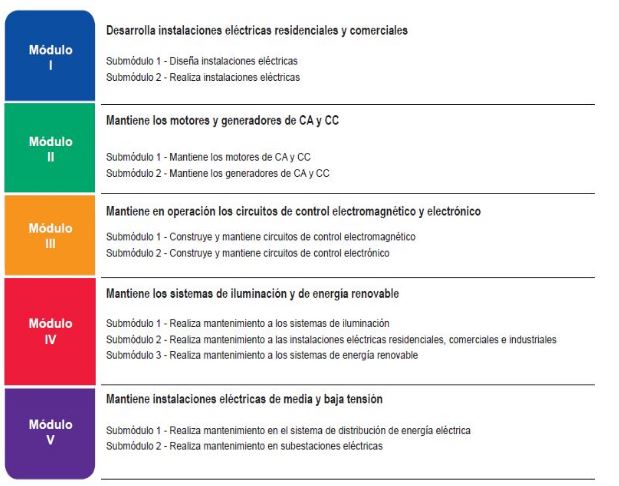 Módulo
I
Desarrolla instalaciones eléctricas residenciales y comerciales
Submódulo 1 - Diseña instalaciones eléctricas
Submódulo 2 - Realiza instalaciones eléctricas
Módulo
II
Mantiene los motores y generadores de CA y CC
Submódulo 1 - Mantiene los motores de CA y CC
Submódulo 2 - Mantiene los generadores de CA y CC
Módulo
III
Mantiene en operación los circuitos de control electromagnético y electrónico
Submódulo 1 - Construye y mantiene circuitos de control electromagnético
Submódulo 2 - Construye y mantiene circuitos de control electrónico
Módulo
IV
Mantiene los sistemas de iluminación y de energía renovable
Submódulo 1 - Realiza mantenimiento a los sistemas de iluminación
Submódulo 2 - Realiza mantenimiento a las instalaciones eléctricas residenciales, comerciales e industriales
Submódulo 3 - Realiza mantenimiento a los sistemas de energía renovable
Módulo
V
Mantiene instalaciones eléctricas de media y baja tensión
Submódulo 1 - Realiza mantenimiento en el sistema de distribución de energía eléctrica
Submódulo 2 - Realiza mantenimiento en subestaciones eléctricas